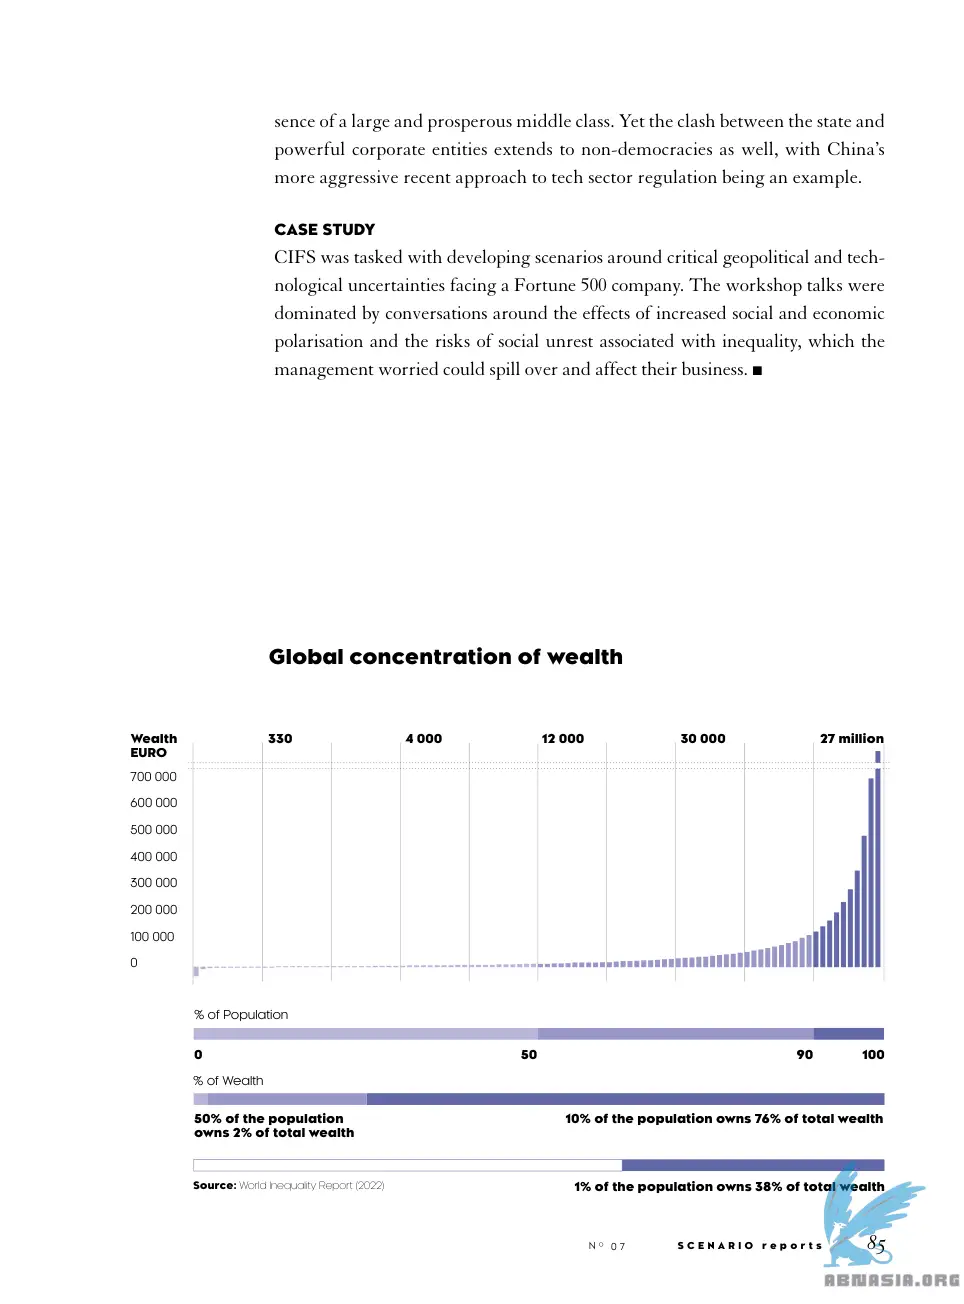 sence of a large and prosperous middle class. Yet the clash between the state and
powerful corporate entities extends to non-democracies as well, with China’s
more aggressive recent approach to tech sector regulation being an example.
CASE STUDY
CIFS was tasked with developing scenarios around critical geopolitical and tech-
nological uncertainties facing a Fortune 500 company. The workshop talks were
dominated by conversations around the effects of increased social and economic
polarisation and the risks of social unrest associated with inequality, which the
management worried could spill over and affect their business. ■
Global concentration of wealth
Wealth 330 4 000 12 000 30 000 27 million
EURO
700 000
600 000
500 000
400 000
300 000
200 000
100 000
0
% of Population
0 50 90 100
% of Wealth
50% of the population 10% of the population owns 76% of total wealth
owns 2% of total wealth
Source: World Inequality Report (2022) 1% of the population owns 38% of total wealth
Nº 07 SCENARIO reports 85
ABNASIA.ORG